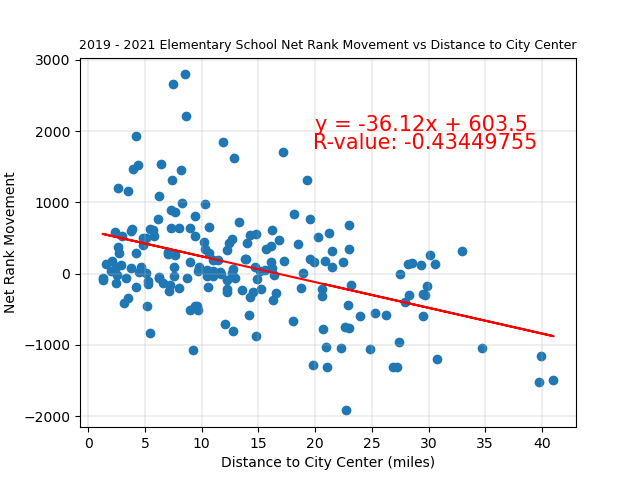 2019 - 2021 Elementary School Net Rank Movement vs Distance to City Center
y = -36.12x + 603.5
R-value: -0.43449755
Net Rank Movement
3000
2000
1000
0
−1000
−2000
0 5 10 15 20 25 30 35 40
Distance to City Center (miles)